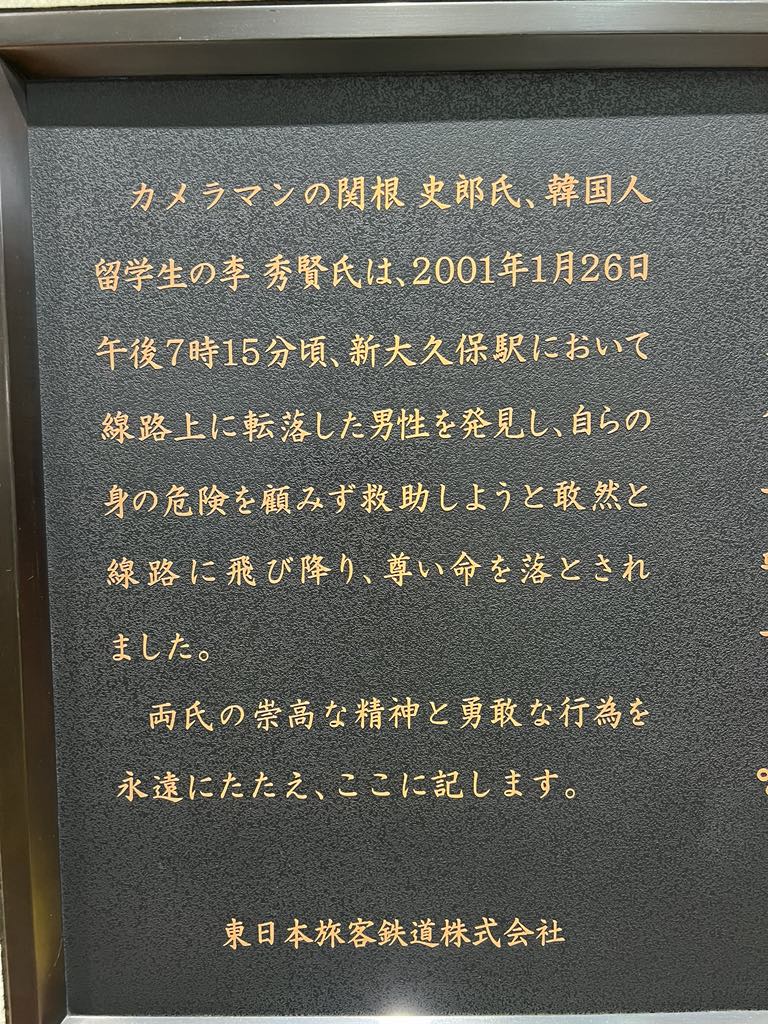 カメラマンの関根 史郎氏、韓国人
留学生の李 秀賢氏は、2001年1月26日
午後7時15分頃、新大久保駅において
線路上に転落した男性を発見し、自らの
身の危険を顧みず救助しようと敢然と
線路に飛び降り、尊い命を落とされ
ました。
両氏の崇高な精神と勇敢な行為を
永遠にたたえ、ここに記します。
東日本旅客鉄道株式会社